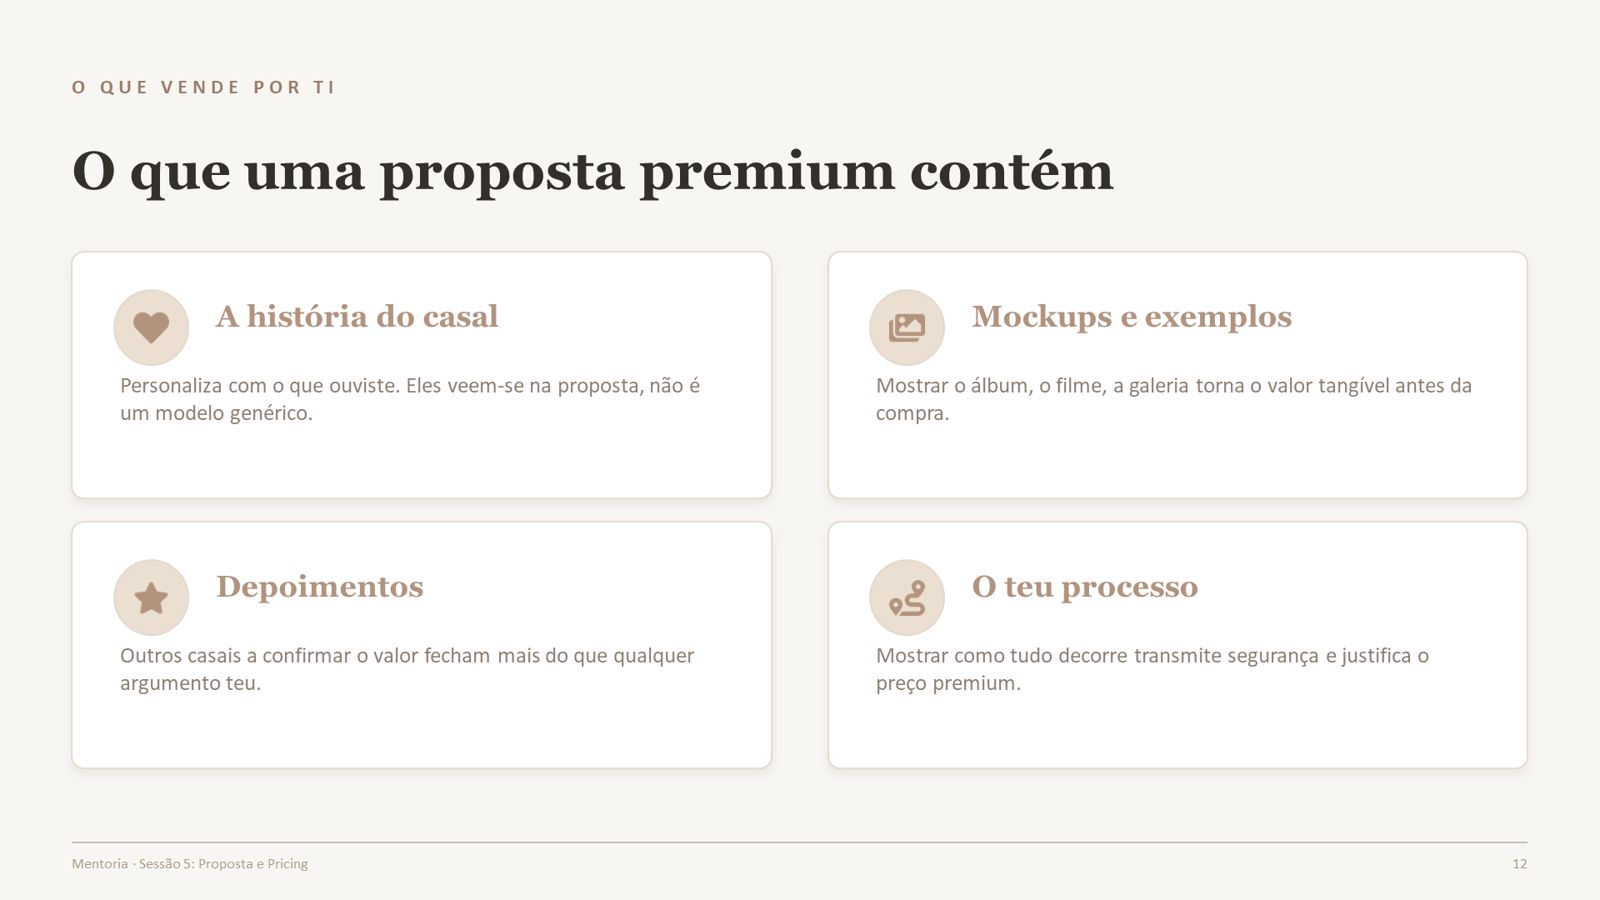 O QUE VENDE POR TI
O que uma proposta premium contém
A história do casal
Personaliza com o que ouviste. Eles veem-se na proposta, não é
um modelo genérico.
Mockups e exemplos
Mostrar o álbum, o filme, a galeria torna o valor tangível antes da
compra.
Depoimentos
Outros casais a confirmar o valor fecham mais do que qualquer
argumento teu.
O teu processo
Mostrar como tudo decorre transmite segurança e justifica o
preço premium.
Mentoria · Sessão 5: Proposta e Pricing
12